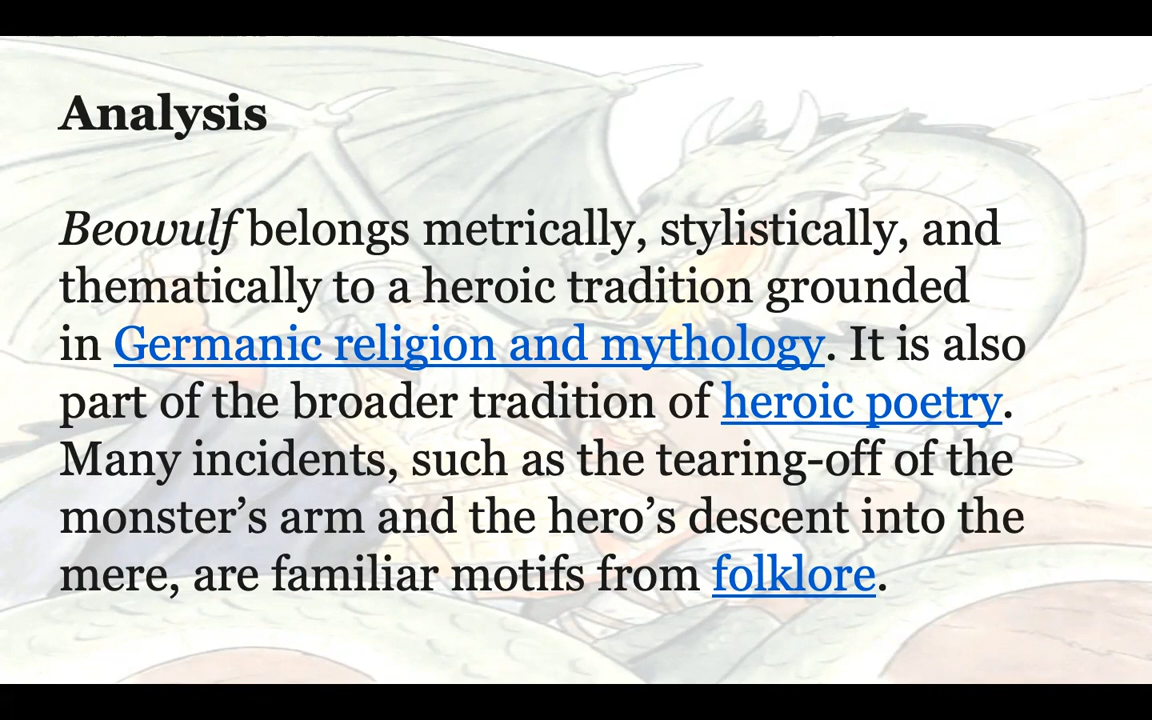 Analysis
Beowulf belongs metrically, stylistically, and
thematically to a heroic tradition grounded
in Germanic religion and mythology. It is also
part of the broader tradition of heroic poetry.
Many incidents, such as the tearing-off of the
monster’s arm and the hero’s descent into the
mere, are familiar motifs from folklore.